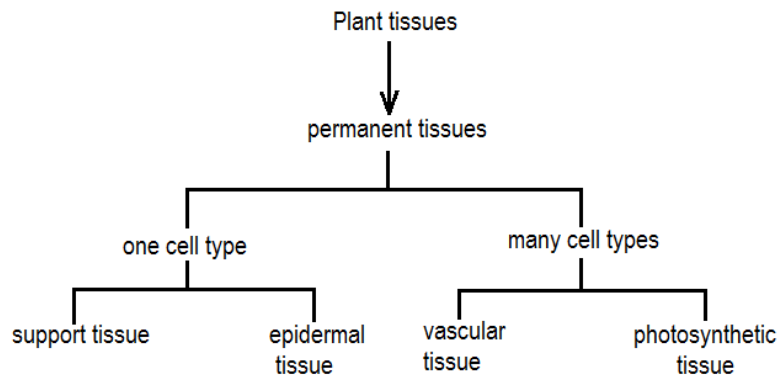 Plant tissues
permanent tissues
one cell type
many cell types
support tissue
epidermal
tissue
vascular
tissue
photosynthetic
tissue